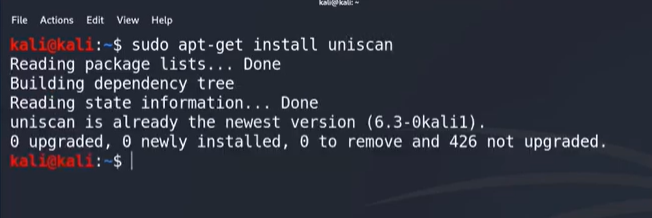 kali@kali: ~
File Actions Edit View Help
kali@kali:~$ sudo apt-get install uniscan
Reading package lists... Done
Building dependency tree
Reading state information... Done
uniscan is already the newest version (6.3-0kali1).
0 upgraded, 0 newly installed, 0 to remove and 426 not upgraded.
kali@kali:~$